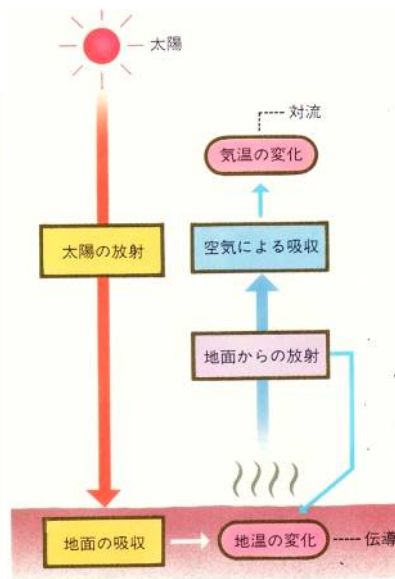 太陽
対流
気温の変化
太陽の放射
空気による吸収
地面からの放射
地面の吸収
地温の変化
伝導